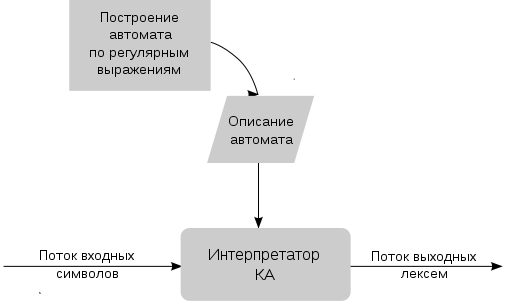 Построение
автомата
по регулярным
выражениям
Описание
автомата
Поток входных
символов
Интерпретатор
КА
Поток выходных
лексем